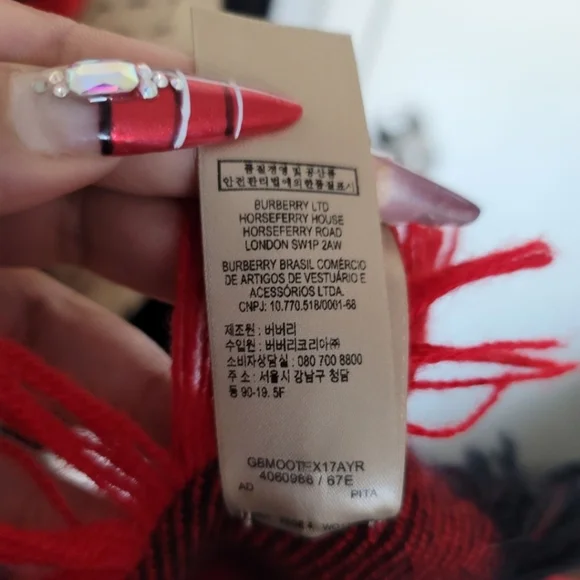 품질경영 및 공산품
안전관리법에의한품질표시
BURBERRY LTD
HORSEFERRY HOUSE
HORSEFERRY ROAD
LONDON SW1P 2AW
BURBERRY BRASIL COMÉRCIO
DE ARTIGOS DE VESTUÁRIO E
ACESSÓRIOS LTDA.
CNPJ: 10.770.518/0001-68
제조원 : 버버리
수입원 : 버버리코리아㈜
소비자상담실 : 080 700 8800
주 소 : 서울시 강남구 청담
동 90-19. 5F
GBMOOTEX17AYR
4060986 / 67E
AD PITA